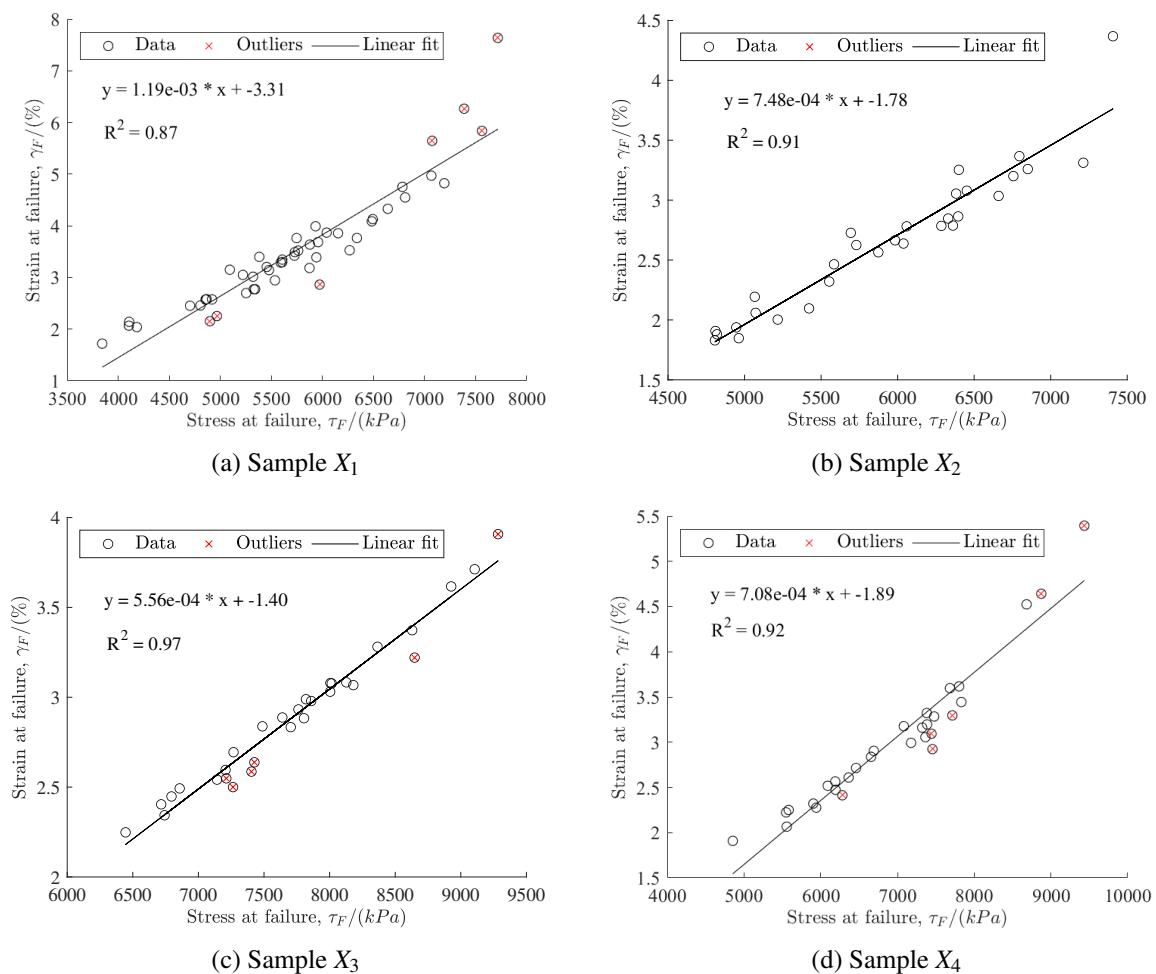 Data Outliers Linear fit
y = 1.19e-03 * x + -3.31
R² = 0.87
Strain at failure, γ_F/(%)
8
7
6
5
4
3
2
1
3500 4000 4500 5000 5500 6000 6500 7000 7500 8000
Stress at failure, τ_F/(kPa)
(a) Sample X₁
Data Outliers Linear fit
y = 7.48e-04 * x + -1.78
R² = 0.91
Strain at failure, γ_F/(%)
4.5
4
3.5
3
2.5
2
1.5
4500 5000 5500 6000 6500 7000 7500
Stress at failure, τ_F/(kPa)
(b) Sample X₂
Data Outliers Linear fit
y = 5.56e-04 * x + -1.40
R² = 0.97
Strain at failure, γ_F/(%)
4
3.5
3
2.5
2
6000 6500 7000 7500 8000 8500 9000 9500
Stress at failure, τ_F/(kPa)
(c) Sample X₃
Data Outliers Linear fit
y = 7.08e-04 * x + -1.89
R² = 0.92
Strain at failure, γ_F/(%)
5.5
5
4.5
4
3.5
3
2.5
2
1.5
4000 5000 6000 7000 8000 9000 10000
Stress at failure, τ_F/(kPa)
(d) Sample X₄